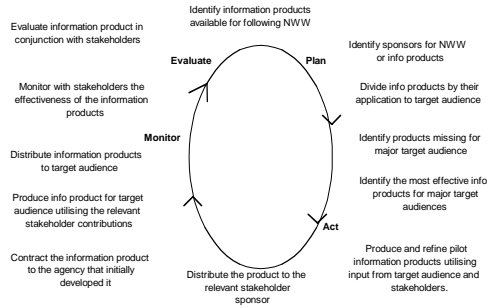 Identify information products
available for following NWW
Evaluate information product in
conjunction with stakeholders
Evaluate
Plan
Identify sponsors for NWW
or info products
Monitor with stakeholders the
effectiveness of the information
products
Divide info products by their
application to target audience
Monitor
Identify products missing for
major target audience
Distribute information products
to target audience
Identify the most effective info
products for major target
audiences
Produce info product for target
audience utilising the relevant
stakeholder contributions
Act
Produce and refine pilot
information products utilising
input from target audience and
stakeholders.
Contract the information product
to the agency that initially
developed it
Distribute the product to the
relevant stakeholder
sponsor